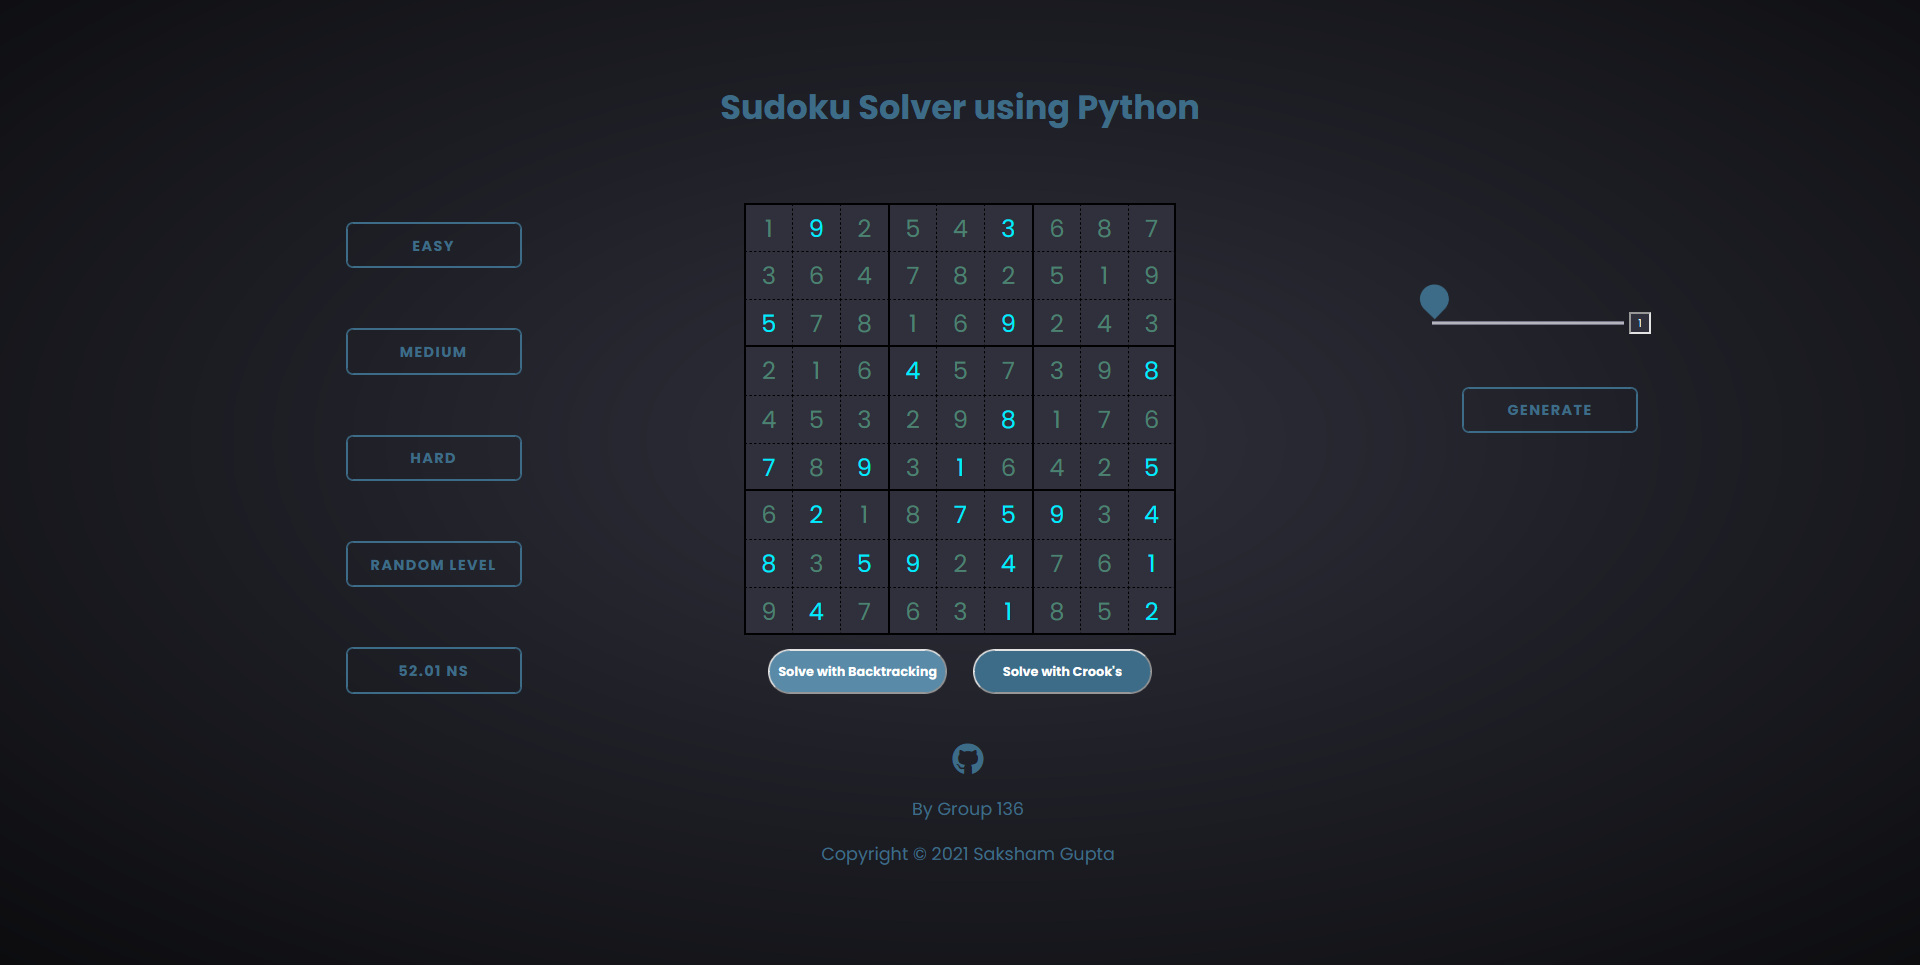 Sudoku Solver using Python
EASY
MEDIUM
HARD
RANDOM LEVEL
52.01 NS
1 9 2 5 4 3 6 8 7
3 6 4 7 8 2 5 1 9
5 7 8 1 6 9 2 4 3
2 1 6 4 5 7 3 9 8
4 5 3 2 9 8 1 7 6
7 8 9 3 1 6 4 2 5
6 2 1 8 7 5 9 3 4
8 3 5 9 2 4 7 6 1
9 4 7 6 3 1 8 5 2
Solve with Backtracking
Solve with Crook's
1
GENERATE
By Group 136
Copyright © 2021 Saksham Gupta